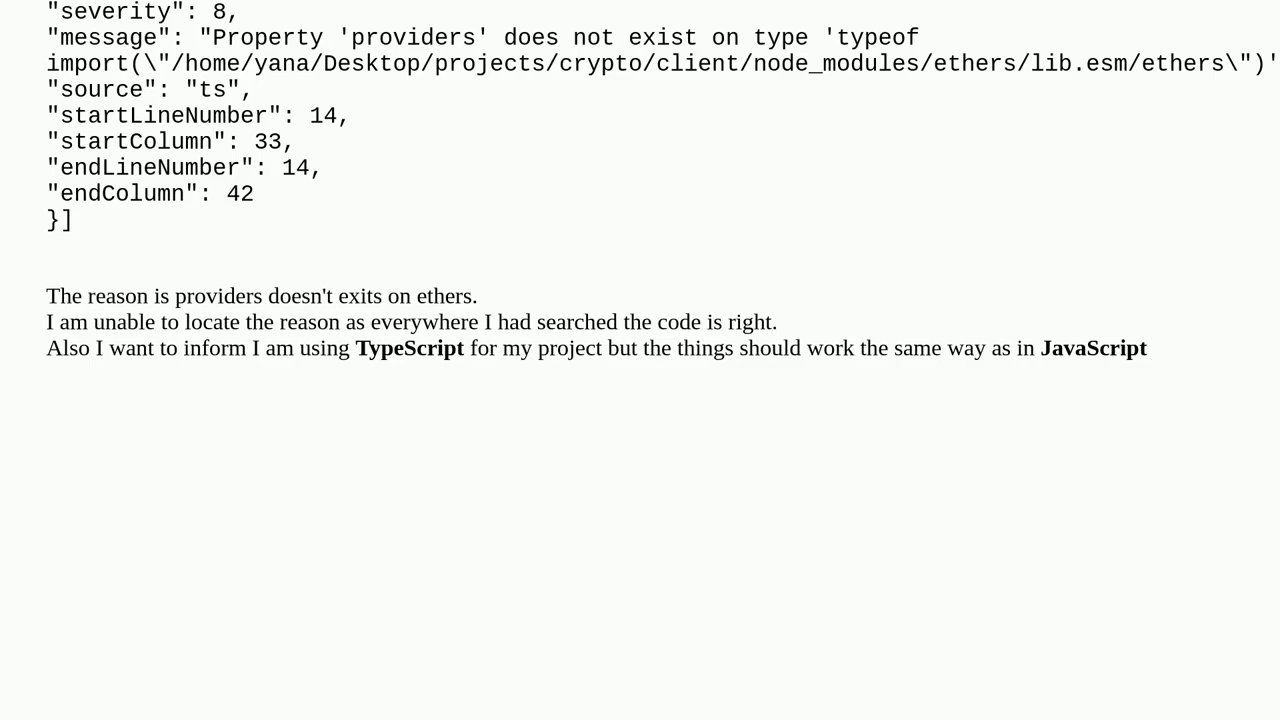 "severity": 8,
"message": "Property 'providers' does not exist on type 'typeof
import(\"/home/yana/Desktop/projects/crypto/client/node_modules/ethers/lib.esm/ethers\")'
"source": "ts",
"startLineNumber": 14,
"startColumn": 33,
"endLineNumber": 14,
"endColumn": 42
}]
The reason is providers doesn't exits on ethers.
I am unable to locate the reason as everywhere I had searched the code is right.
Also I want to inform I am using TypeScript for my project but the things should work the same way as in JavaScript